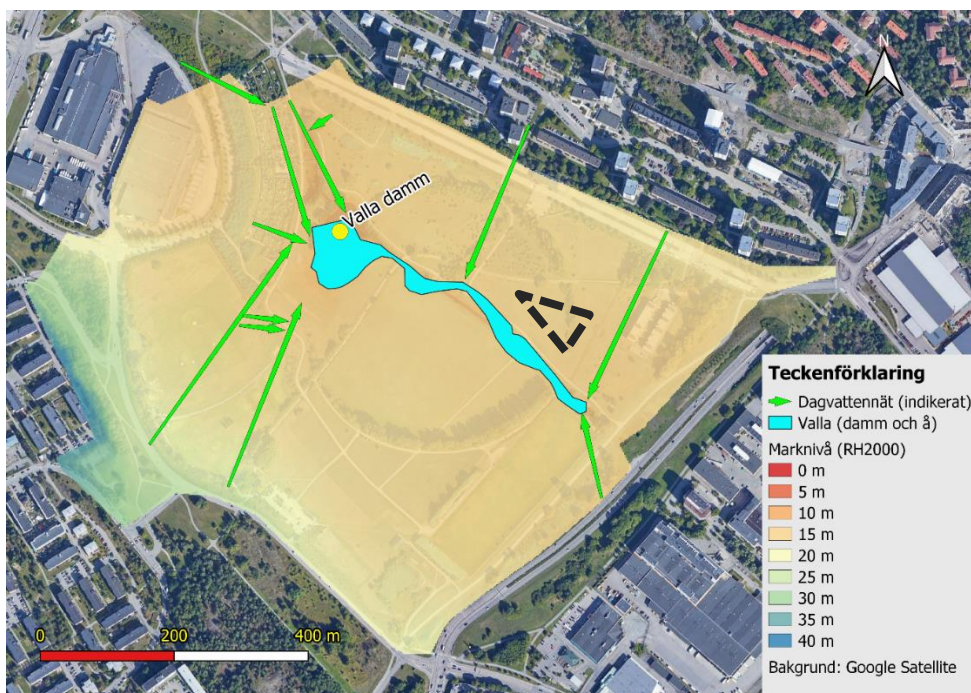 N
Valla damm
0
200
400 m
Teckenförklaring
Dagvattennät (indikerat)
Valla (damm och å)
Marknivå (RH2000)
0 m
5 m
10 m
15 m
20 m
25 m
30 m
35 m
40 m
Bakgrund: Google Satellite